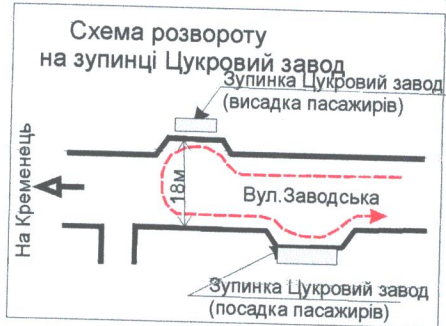 Схема розвороту
на зупинці Цукровий завод
Зупинка Цукровий завод
(висадка пасажирів)
На Кременець
18м
Вул.Заводська
Зупинка Цукровий завод
(посадка пасажирів)